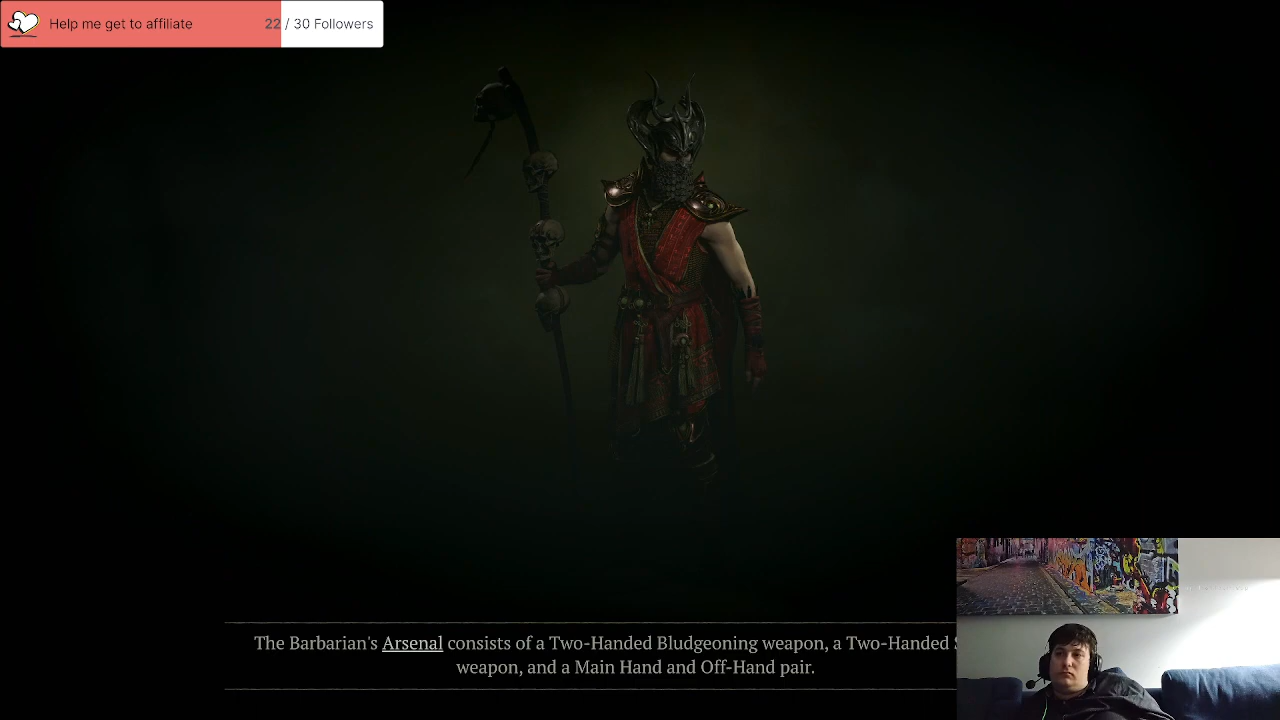 Help me get to affiliate 22 / 30 Followers
The Barbarian's Arsenal consists of a Two-Handed Bludgeoning weapon, a Two-Handed
weapon, and a Main Hand and Off-Hand pair.